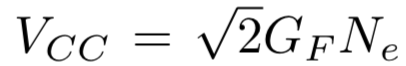 V_{CC} = \sqrt{2}G_F N_e